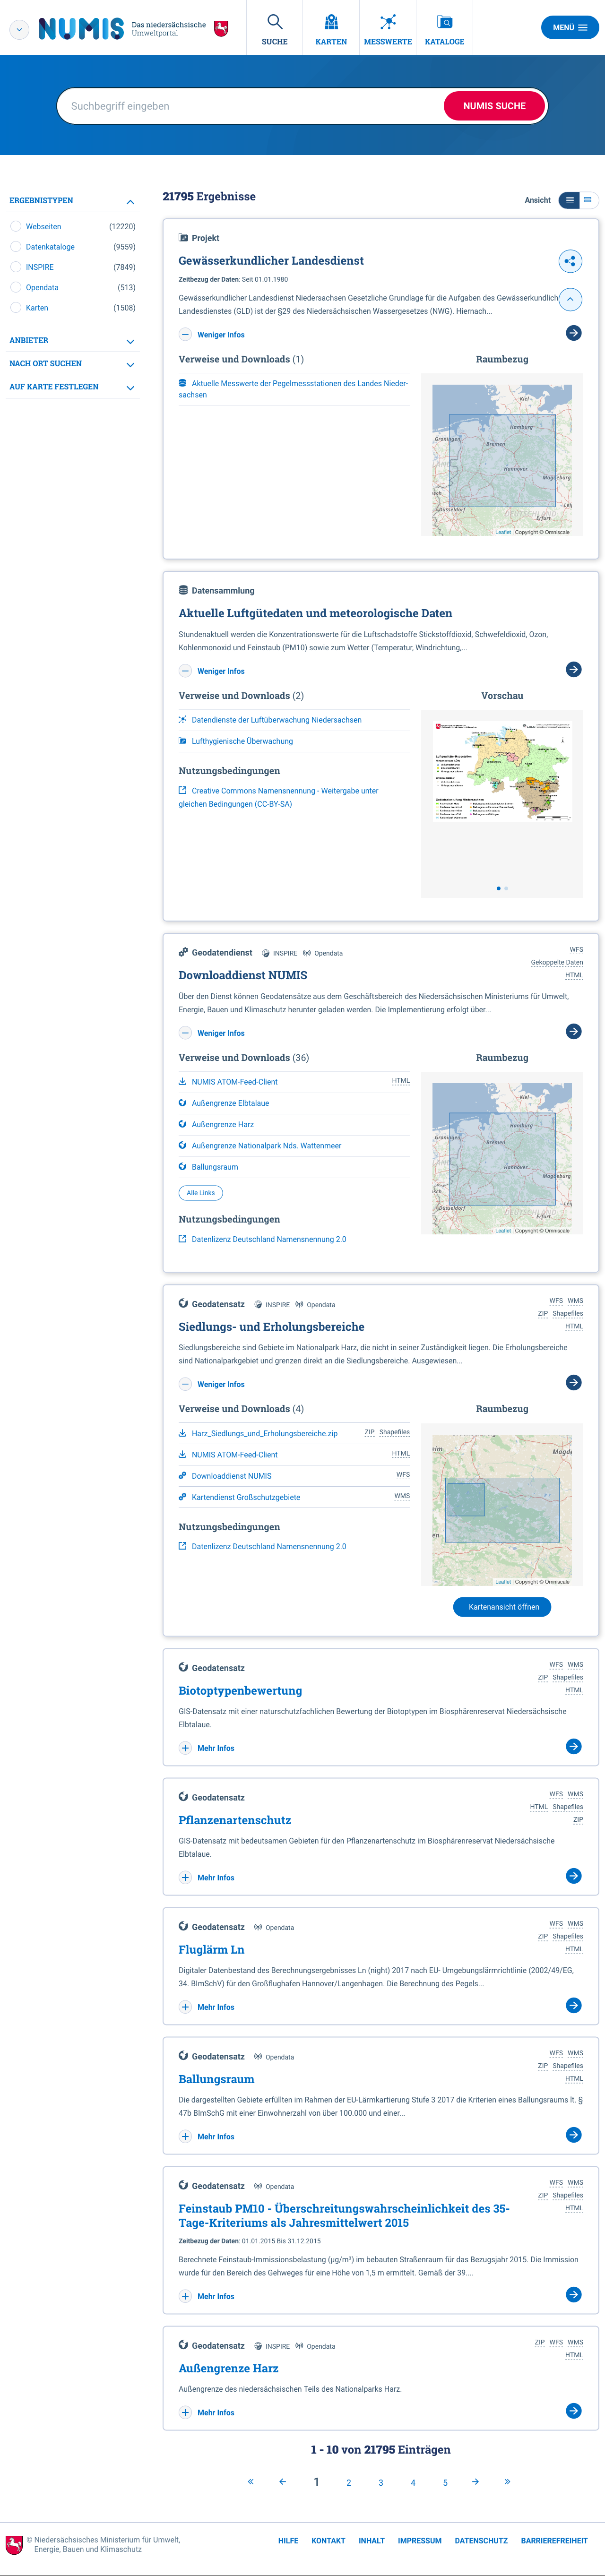 NUMIS
Das niedersächsische
Umweltportal
SUCHE
KARTEN
MESSWERTE
KATALOGE
MENÜ
Suchbegriff eingeben
NUMIS SUCHE
ERGEBNISTYPEN
Webseiten (12220)
Datenkataloge (9559)
INSPIRE (7849)
Opendata (513)
Karten (1508)
ANBIETER
NACH ORT SUCHEN
AUF KARTE FESTLEGEN
21795 Ergebnisse
Ansicht
Projekt
Gewässerkundlicher Landesdienst
Zeitbezug der Daten: Seit 01.01.1980
Gewässerkundlicher Landesdienst Niedersachsen Gesetzliche Grundlage für die Aufgaben des Gewässerkundlich
Landesdienstes (GLD) ist der §29 des Niedersächsischen Wassergesetzes (NWG). Hiernach...
Weniger Infos
Verweise und Downloads (1)
Aktuelle Messwerte der Pegelmessstationen des Landes Nieder-
sachsen
Raumbezug
Kiel
Hamburg
Groningen
Bremen
Hannover
Magdeburg
Düsseldorf
DEUTSCHLAND
Erfurt
Leaflet | Copyright © Omniscale
Datensammlung
Aktuelle Luftgütedaten und meteorologische Daten
Stundenaktuell werden die Konzentrationswerte für die Luftschadstoffe Stickstoffdioxid, Schwefeldioxid, Ozon,
Kohlenmonoxid und Feinstaub (PM10) sowie zum Wetter (Temperatur, Windrichtung,...
Weniger Infos
Verweise und Downloads (2)
Datendienste der Luftüberwachung Niedersachsen
Lufthygienische Überwachung
Nutzungsbedingungen
Creative Commons Namensnennung - Weitergabe unter
gleichen Bedingungen (CC-BY-SA)
Vorschau
Geodatendienst INSPIRE Opendata
WFS
Gekoppelte Daten
HTML
Downloaddienst NUMIS
Über den Dienst können Geodatensätze aus dem Geschäftsbereich des Niedersächsischen Ministeriums für Umwelt,
Energie, Bauen und Klimaschutz herunter geladen werden. Die Implementierung erfolgt über...
Weniger Infos
Verweise und Downloads (36)
NUMIS ATOM-Feed-Client HTML
Außengrenze Elbtalaue
Außengrenze Harz
Außengrenze Nationalpark Nds. Wattenmeer
Ballungsraum
Alle Links
Nutzungsbedingungen
Datenlizenz Deutschland Namensnennung 2.0
Raumbezug
Kiel
Hamburg
Groningen
Bremen
Hannover
Magdeburg
Düsseldorf
DEUTSCHLAND
Erfurt
Leaflet | Copyright © Omniscale
Geodatensatz INSPIRE Opendata
WFS WMS
ZIP Shapefiles
HTML
Siedlungs- und Erholungsbereiche
Siedlungsbereiche sind Gebiete im Nationalpark Harz, die nicht in seiner Zuständigkeit liegen. Die Erholungsbereiche
sind Nationalparkgebiet und grenzen direkt an die Siedlungsbereiche. Ausgewiesen...
Weniger Infos
Verweise und Downloads (4)
Harz_Siedlungs_und_Erholungsbereiche.zip ZIP Shapefiles
NUMIS ATOM-Feed-Client HTML
Downloaddienst NUMIS WFS
Kartendienst Großschutzgebiete WMS
Nutzungsbedingungen
Datenlizenz Deutschland Namensnennung 2.0
Raumbezug
Leaflet | Copyright © Omniscale
Kartenansicht öffnen
Geodatensatz
WFS WMS
ZIP Shapefiles
HTML
Biotoptypenbewertung
GIS-Datensatz mit einer naturschutzfachlichen Bewertung der Biotoptypen im Biosphärenreservat Niedersächsische
Elbtalaue.
Mehr Infos
Geodatensatz
WFS WMS
HTML Shapefiles
ZIP
Pflanzenartenschutz
GIS-Datensatz mit bedeutsamen Gebieten für den Pflanzenartenschutz im Biosphärenreservat Niedersächsische
Elbtalaue.
Mehr Infos
Geodatensatz Opendata
WFS WMS
ZIP Shapefiles
HTML
Fluglärm Ln
Digitaler Datenbestand des Berechnungsergebnisses Ln (night) 2017 nach EU- Umgebungslärmrichtlinie (2002/49/EG,
34. BImSchV) für den Großflughafen Hannover/Langenhagen. Die Berechnung des Pegels...
Mehr Infos
Geodatensatz Opendata
WFS WMS
ZIP Shapefiles
HTML
Ballungsraum
Die dargestellten Gebiete erfüllten im Rahmen der EU-Lärmkartierung Stufe 3 2017 die Kriterien eines Ballungsraums lt. §
47b BImSchG mit einer Einwohnerzahl von über 100.000 und einer...
Mehr Infos
Geodatensatz Opendata
WFS WMS
ZIP Shapefiles
HTML
Feinstaub PM10 - Überschreitungswahrscheinlichkeit des 35-
Tage-Kriteriums als Jahresmittelwert 2015
Zeitbezug der Daten: 01.01.2015 Bis 31.12.2015
Berechnete Feinstaub-Immissionsbelastung (µg/m³) im bebauten Straßenraum für das Bezugsjahr 2015. Die Immission
wurde für den Bereich des Gehweges für eine Höhe von 1,5 m ermittelt. Gemäß der 39....
Mehr Infos
Geodatensatz INSPIRE Opendata
ZIP WFS WMS
HTML
Außengrenze Harz
Außengrenze des niedersächsischen Teils des Nationalparks Harz.
Mehr Infos
1 - 10 von 21795 Einträgen
1 2 3 4 5
© Niedersächsisches Ministerium für Umwelt,
Energie, Bauen und Klimaschutz
HILFE KONTAKT INHALT IMPRESSUM DATENSCHUTZ BARRIEREFREIHEIT